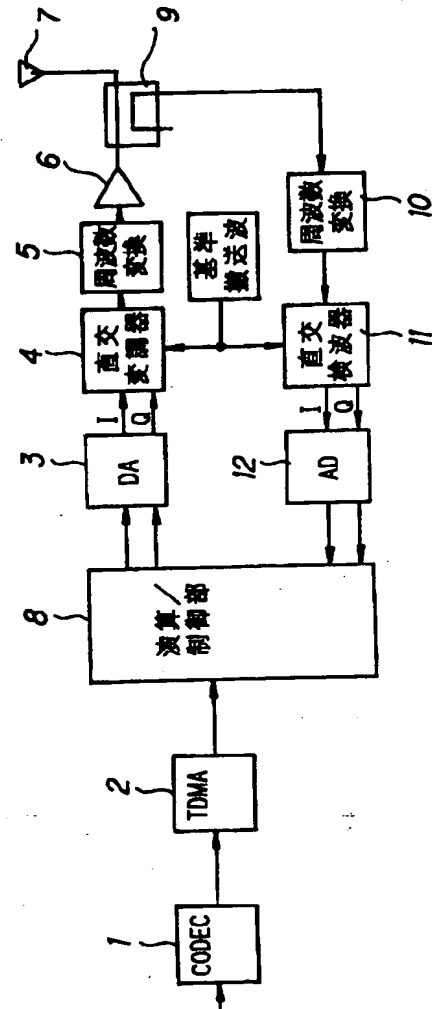 1
CODEC
2
TDMA
8
演算/
制御部
3
DA
I
Q
4
直交
変調器
5
周波数
変換
6
7
9
基準
搬送波
10
周波数
変換
11
直交
検波器
I
Q
12
AD